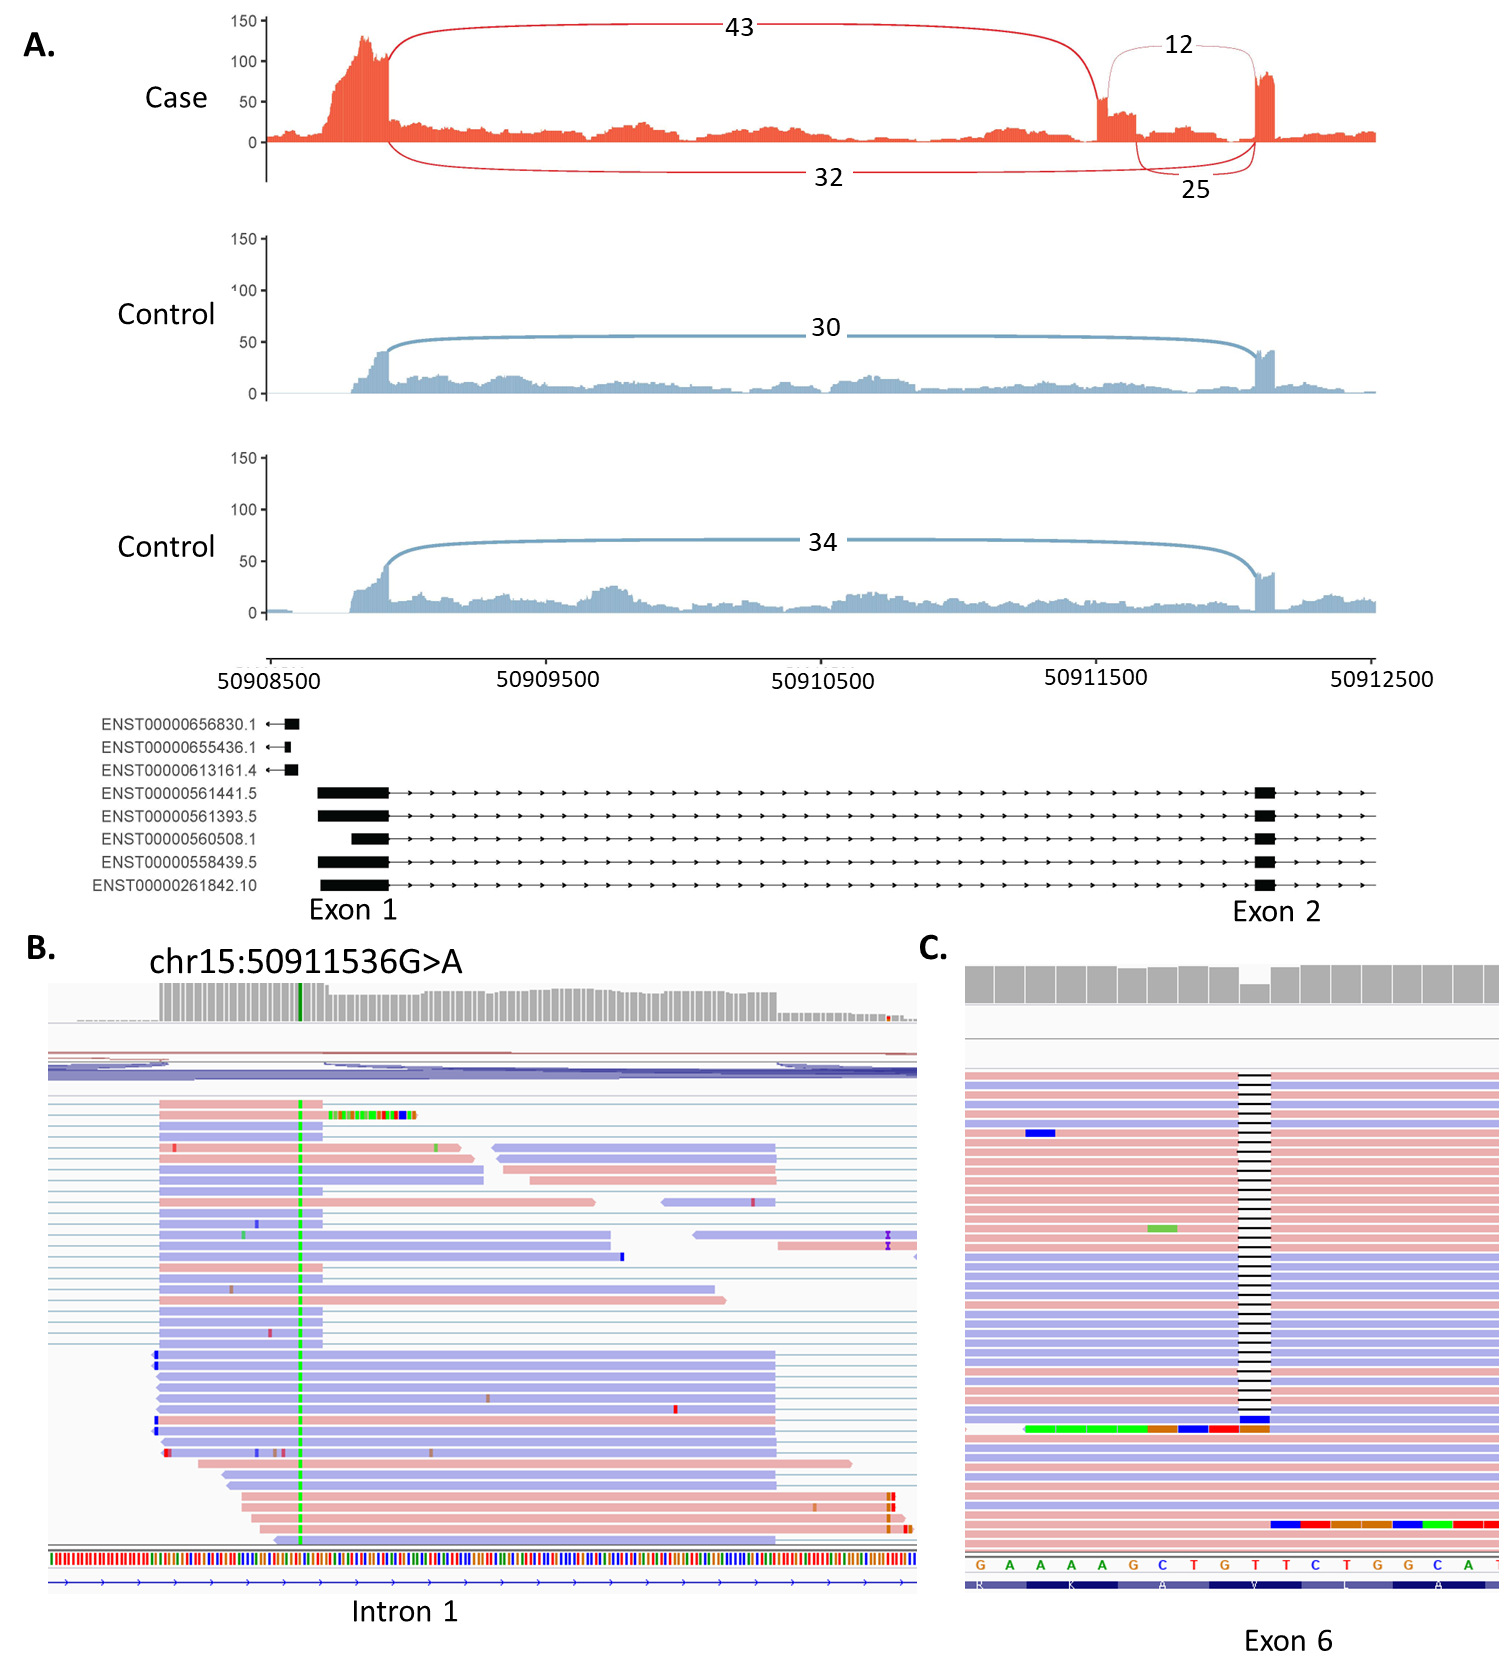 A.
Case
150
100
50
0
43
12
32
25
Control
150
100
50
0
30
Control
150
100
50
0
34
50908500 50909500 50910500 50911500 50912500
ENST00000656830.1
ENST00000655436.1
ENST00000613161.4
ENST00000561441.5
ENST00000561393.5
ENST00000560508.1
ENST00000558439.5
ENST00000261842.10
Exon 1 Exon 2
B.
chr15:50911536G>A
Intron 1
C.
G A A A A G C T G T T C T G G C A T
R K A V L A
Exon 6